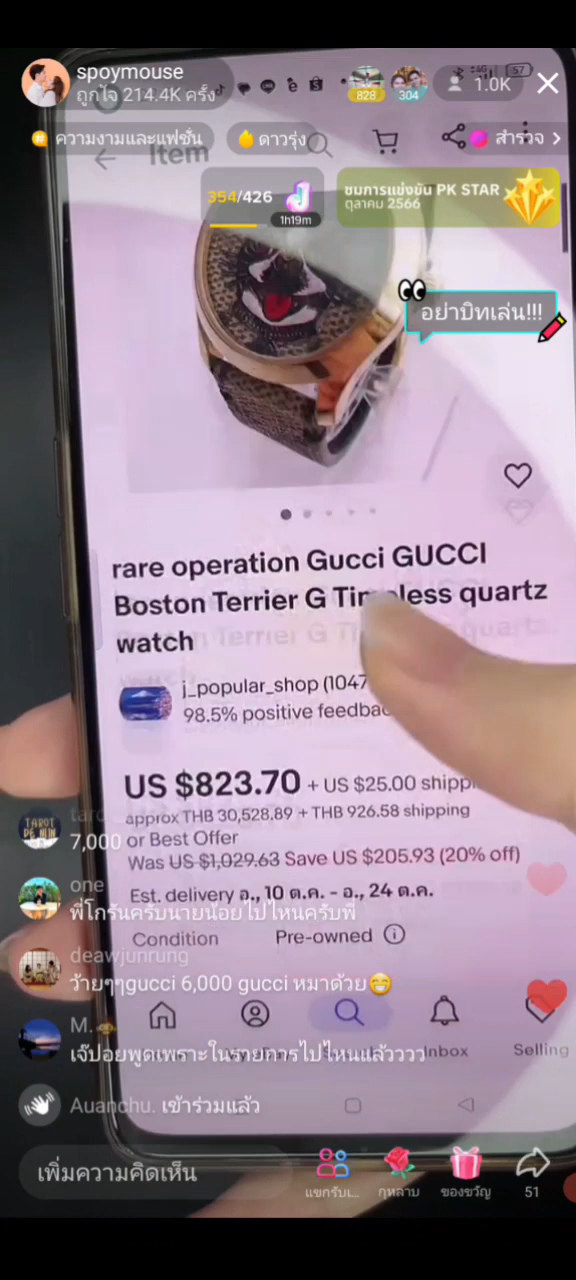 spoymouse
ถูกใจ 214.4K ครั้ง
828
304
1.0K
57
ความงามและแฟชั่น
ดาวรุ่ง
สำรวจ
Item
354/426
1h19m
ชมการแข่งขัน PK STAR
ตุลาคม 2566
อย่าบิทเล่น!!!
rare operation Gucci GUCCI
Boston Terrier G Timeless quartz
watch
j_popular_shop (1047
98.5% positive feedbac
US $823.70 + US $25.00 shippi
approx THB 30,528.89 + THB 926.58 shipping
7,000
or Best Offer
Was US $1,029.63 Save US $205.93 (20% off)
Est. delivery อ., 10 ต.ค. - อ., 24 ต.ค.
one
พี่โกรันครับนายน้อยไปไหนครับพี่
Condition Pre-owned
deawjunrung
ว้ายๆๆgucci 6,000 gucci หมาด้วย
M.
เจ๊ปอยพูดเพราะในรายการไปไหนแล้วววว
Inbox
Selling
Auanchu. เข้าร่วมแล้ว
เพิ่มความคิดเห็น
แขกรับเ...
กุหลาบ
ของขวัญ
51